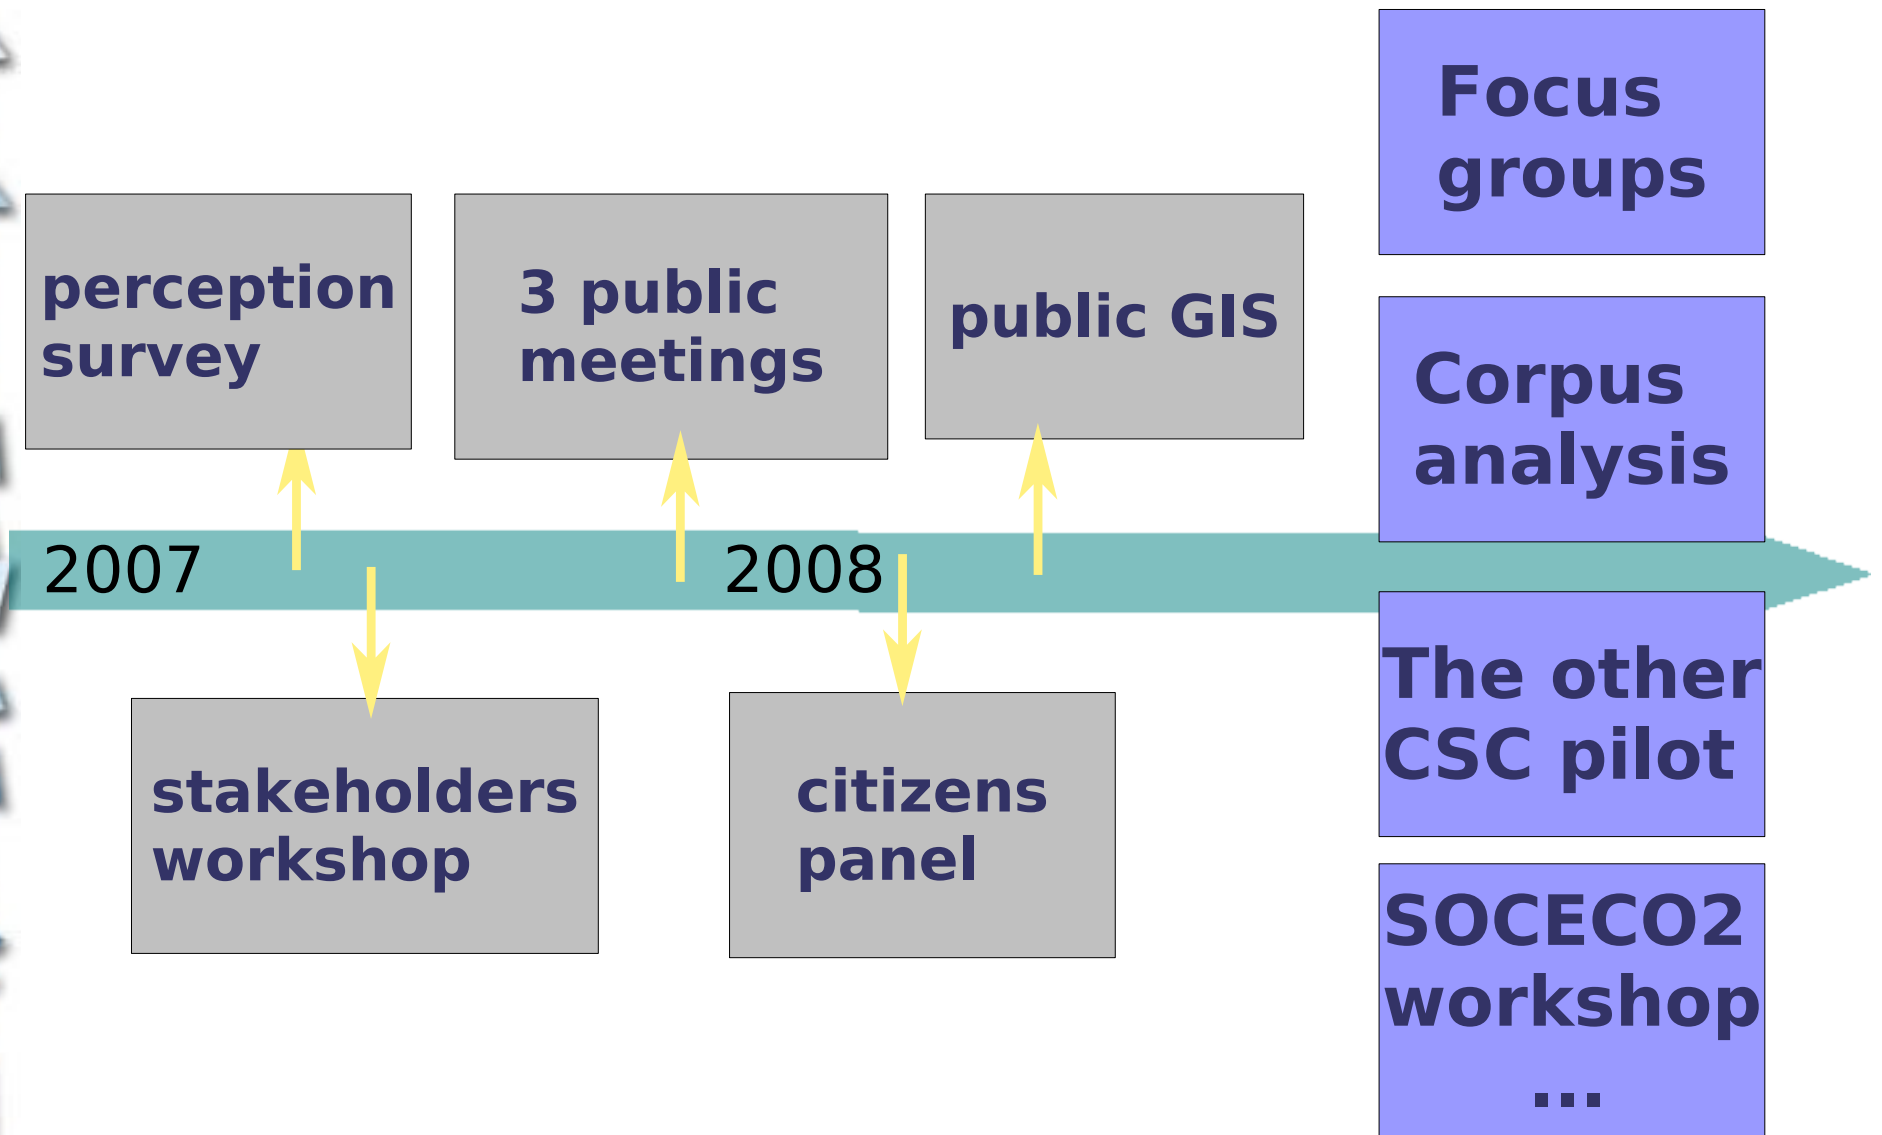 perception
survey
3 public
meetings
public GIS
2007
2008
stakeholders
workshop
citizens
panel
Focus
groups
Corpus
analysis
The other
CSC pilot
SOCECO2
workshop
...